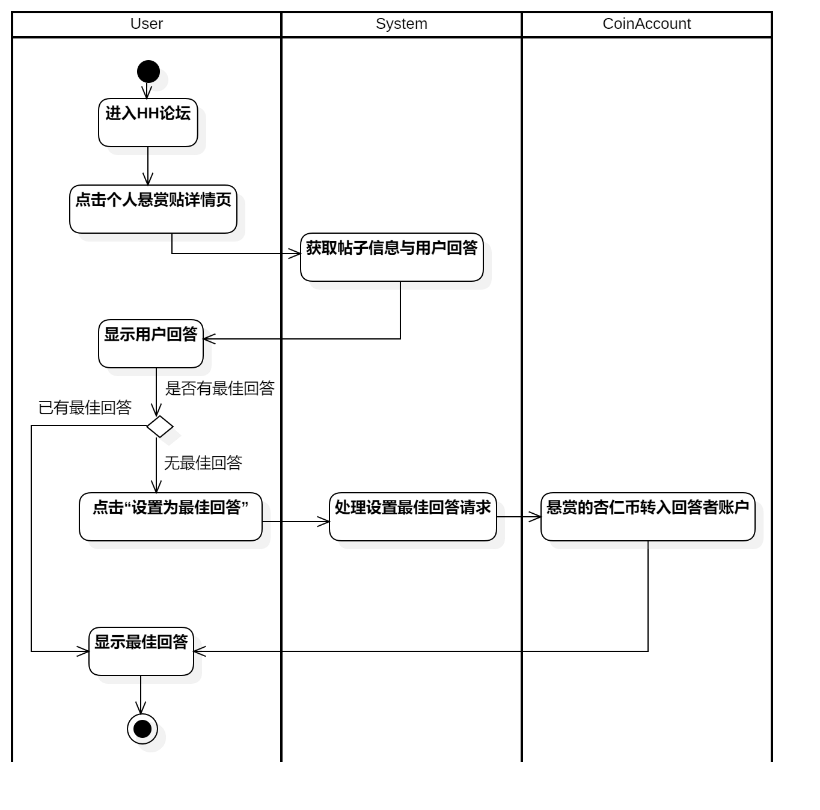 User
System
CoinAccount
进入HH论坛
点击个人悬赏贴详情页
获取帖子信息与用户回答
显示用户回答
是否有最佳回答
已有最佳回答
无最佳回答
点击“设置为最佳回答”
处理设置最佳回答请求
悬赏的杏仁币转入回答者账户
显示最佳回答